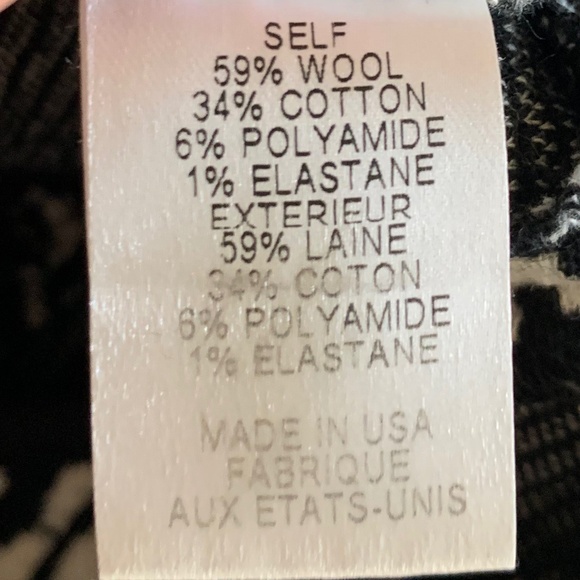 SELF
59% WOOL
34% COTTON
6% POLYAMIDE
1% ELASTANE
EXTERIEUR
59% LAINE
34% COTON
6% POLYAMIDE
1% ELASTANE
MADE IN USA
FABRIQUE
AUX ETATS-UNIS